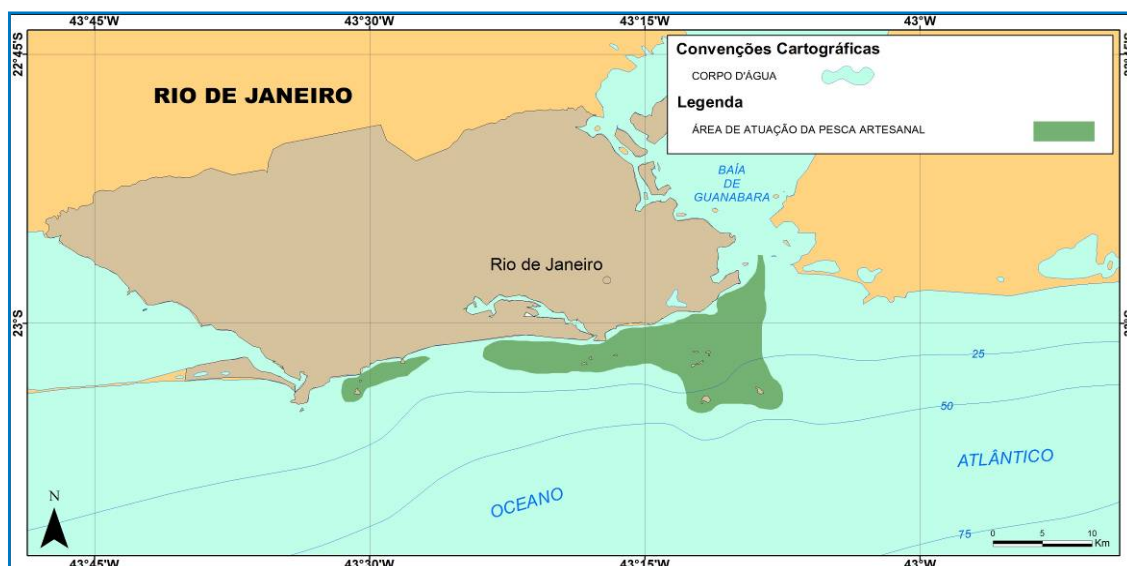 43°45'W 43°30'W 43°15'W 43°W
22°45'S
Convenções Cartográficas
CORPO D'ÁGUA
Legenda
ÁREA DE ATUAÇÃO DA PESCA ARTESANAL
RIO DE JANEIRO
BAÍA
DE
GUANABARA
Rio de Janeiro
23°S
25
50
ATLÂNTICO
OCEANO
75
N
0 5 10
Km
43°45'W 43°30'W 43°15'W 43°W